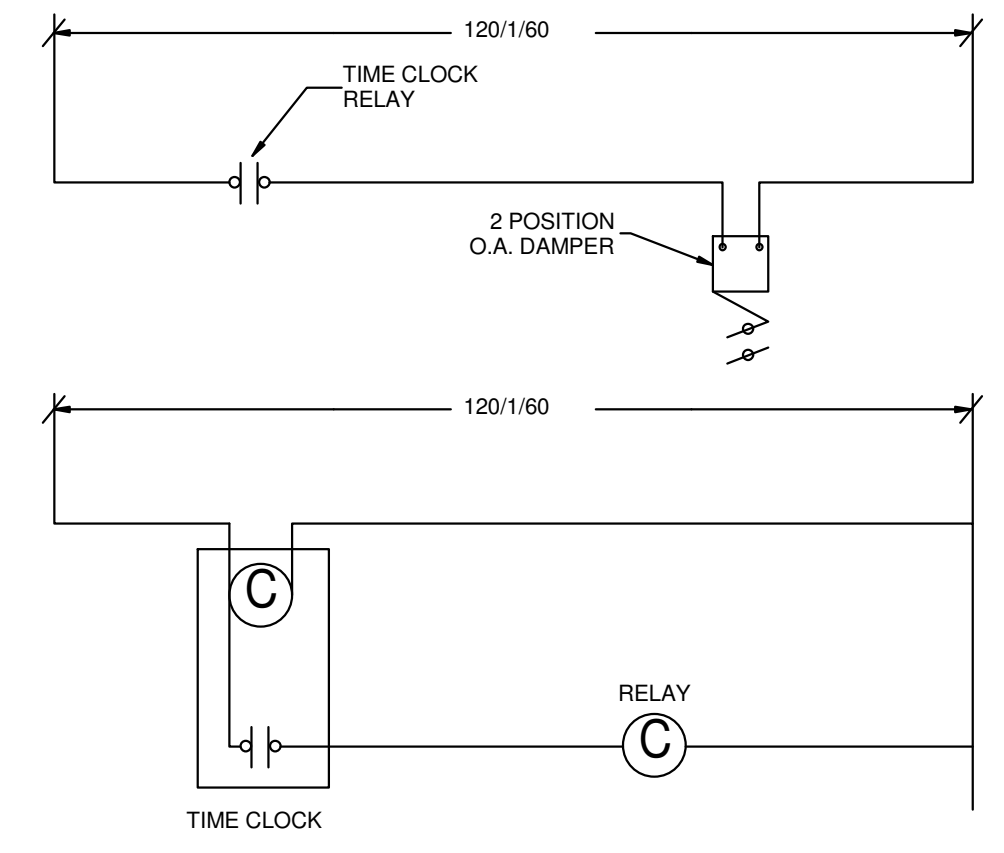 120/1/60
TIME CLOCK
RELAY
2 POSITION
O.A. DAMPER
120/1/60
C
RELAY
C
TIME CLOCK